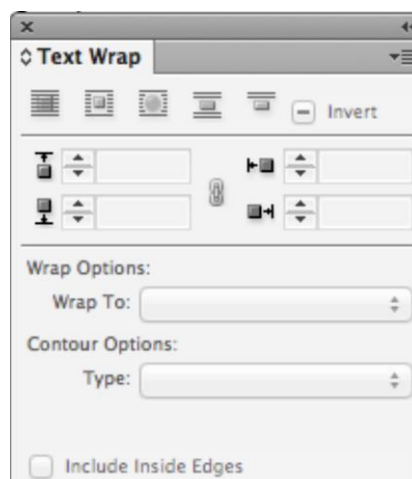 Text Wrap
Invert
Wrap Options:
Wrap To:
Contour Options:
Type:
Include Inside Edges